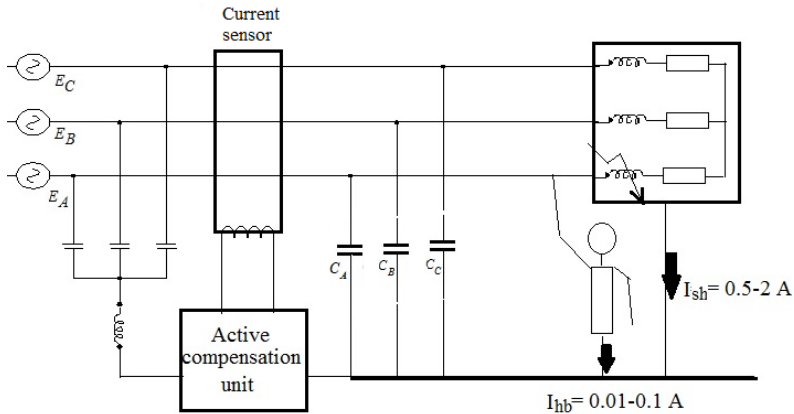 Current
sensor
E_C
E_B
E_A
C_A
C_B
C_C
I_sh= 0.5-2 A
Active
compensation
unit
I_hb= 0.01-0.1 A